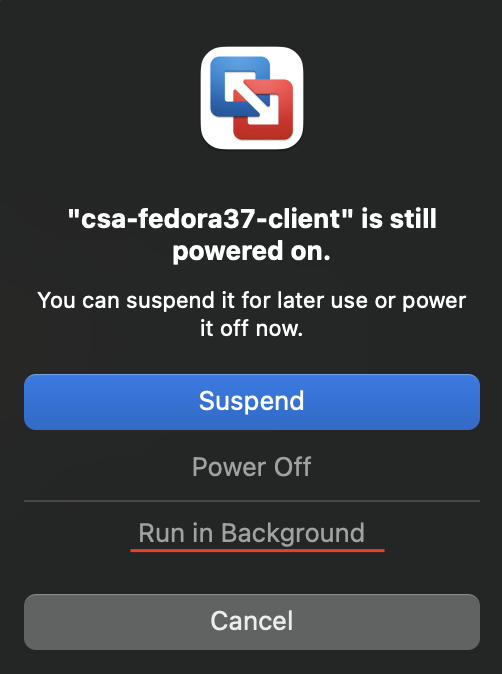 "csa-fedora37-client" is still
powered on.
You can suspend it for later use or power
it off now.
Suspend
Power Off
Run in Background
Cancel